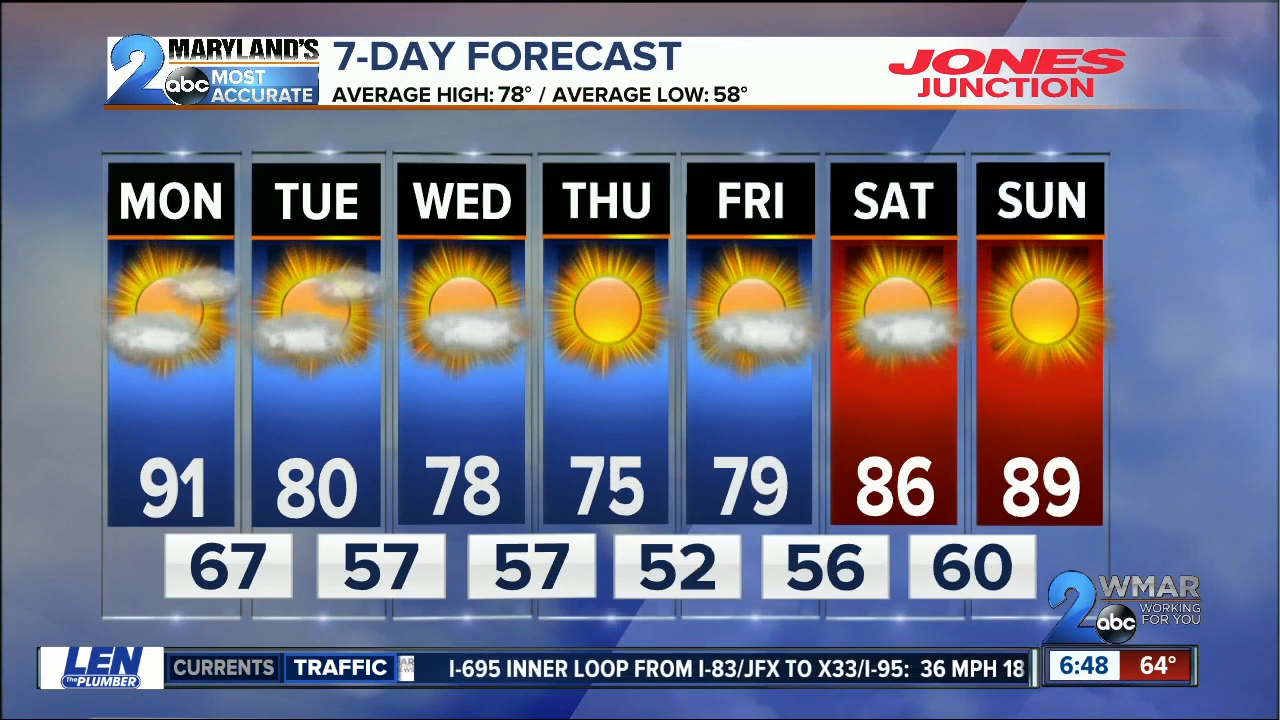 2 abc
MARYLAND'S
MOST
ACCURATE
7-DAY FORECAST
AVERAGE HIGH: 78° / AVERAGE LOW: 58°
JONES
JUNCTION
MON TUE WED THU FRI SAT SUN
91 80 78 75 79 86 89
67 57 57 52 56 60
2 abc
WMAR
WORKING
FOR YOU
LEN
The PLUMBER
CURRENTS TRAFFIC I-695 INNER LOOP FROM I-83/JFX TO X33/I-95: 36 MPH 18
6:48 64°